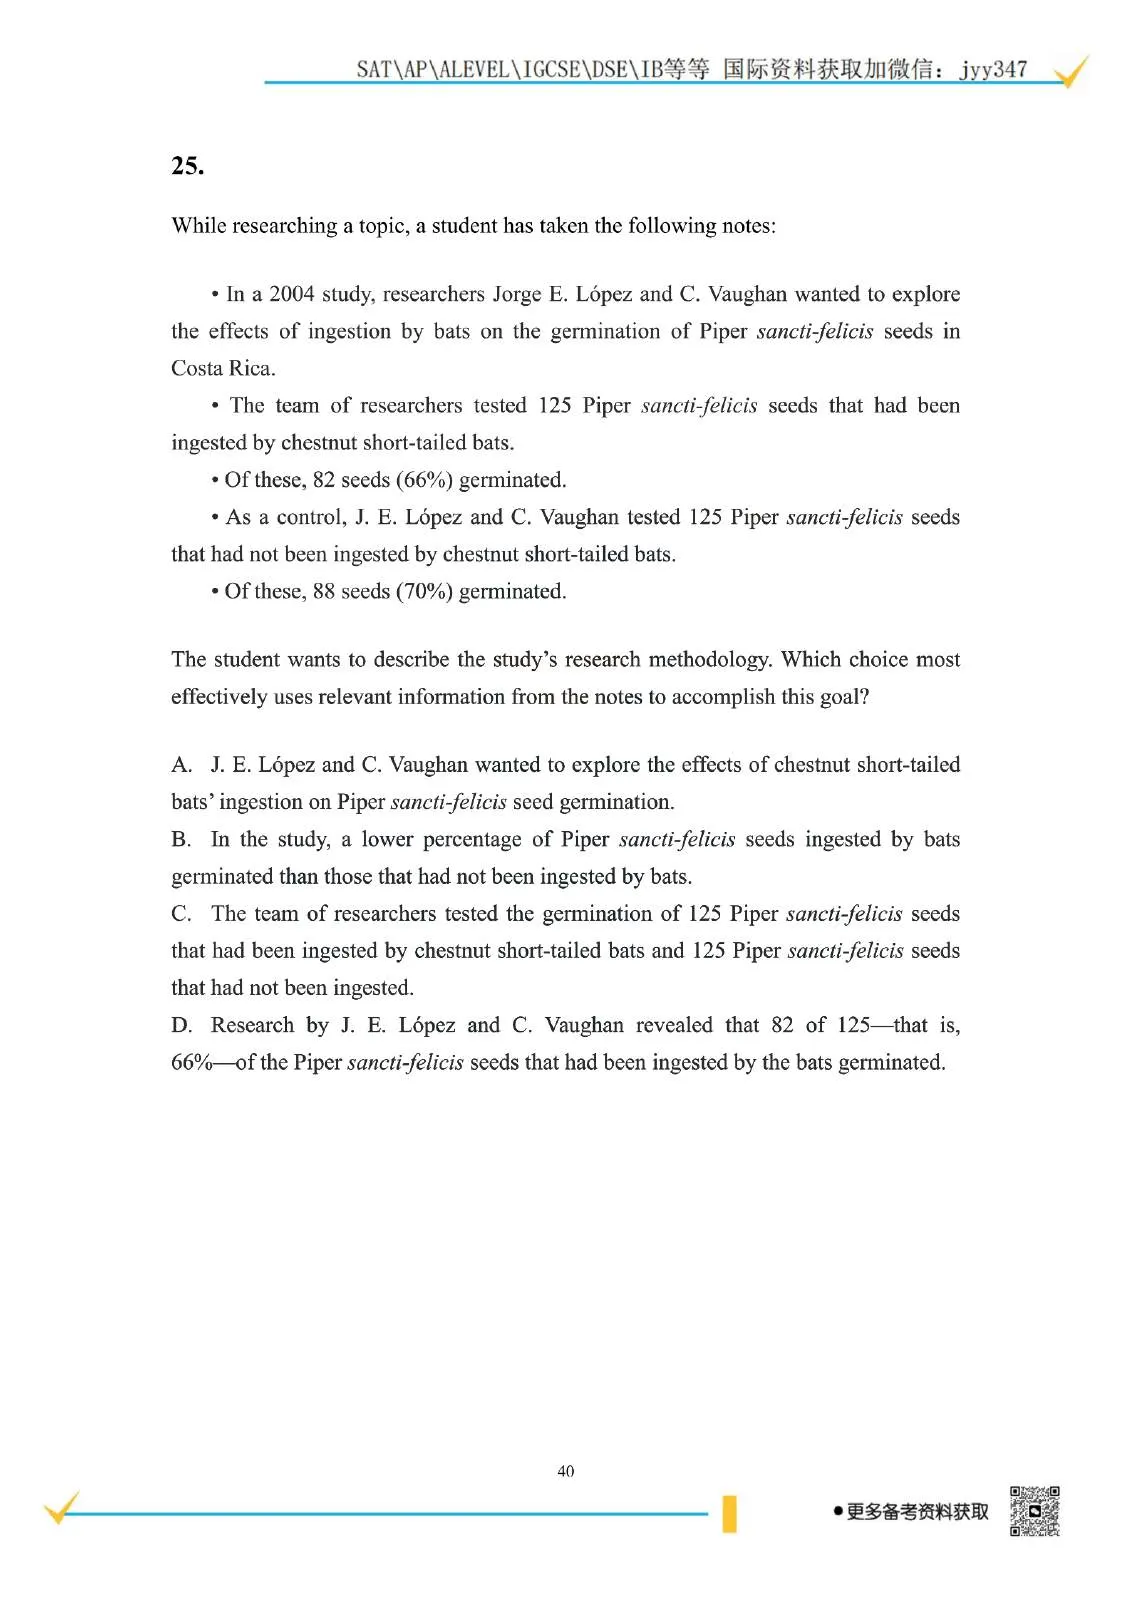 SAT\AP\ALEVEL\IGCSE\DSE\IB等等 国际资料获取加微信：jyy347
25.
While researching a topic, a student has taken the following notes:
• In a 2004 study, researchers Jorge E. López and C. Vaughan wanted to explore
the effects of ingestion by bats on the germination of Piper sancti-felicis seeds in
Costa Rica.
• The team of researchers tested 125 Piper sancti-felicis seeds that had been
ingested by chestnut short-tailed bats.
• Of these, 82 seeds (66%) germinated.
• As a control, J. E. López and C. Vaughan tested 125 Piper sancti-felicis seeds
that had not been ingested by chestnut short-tailed bats.
• Of these, 88 seeds (70%) germinated.
The student wants to describe the study’s research methodology. Which choice most
effectively uses relevant information from the notes to accomplish this goal?
A. J. E. López and C. Vaughan wanted to explore the effects of chestnut short-tailed
bats’ ingestion on Piper sancti-felicis seed germination.
B. In the study, a lower percentage of Piper sancti-felicis seeds ingested by bats
germinated than those that had not been ingested by bats.
C. The team of researchers tested the germination of 125 Piper sancti-felicis seeds
that had been ingested by chestnut short-tailed bats and 125 Piper sancti-felicis seeds
that had not been ingested.
D. Research by J. E. López and C. Vaughan revealed that 82 of 125—that is,
66%—of the Piper sancti-felicis seeds that had been ingested by the bats germinated.
40
•更多备考资料获取